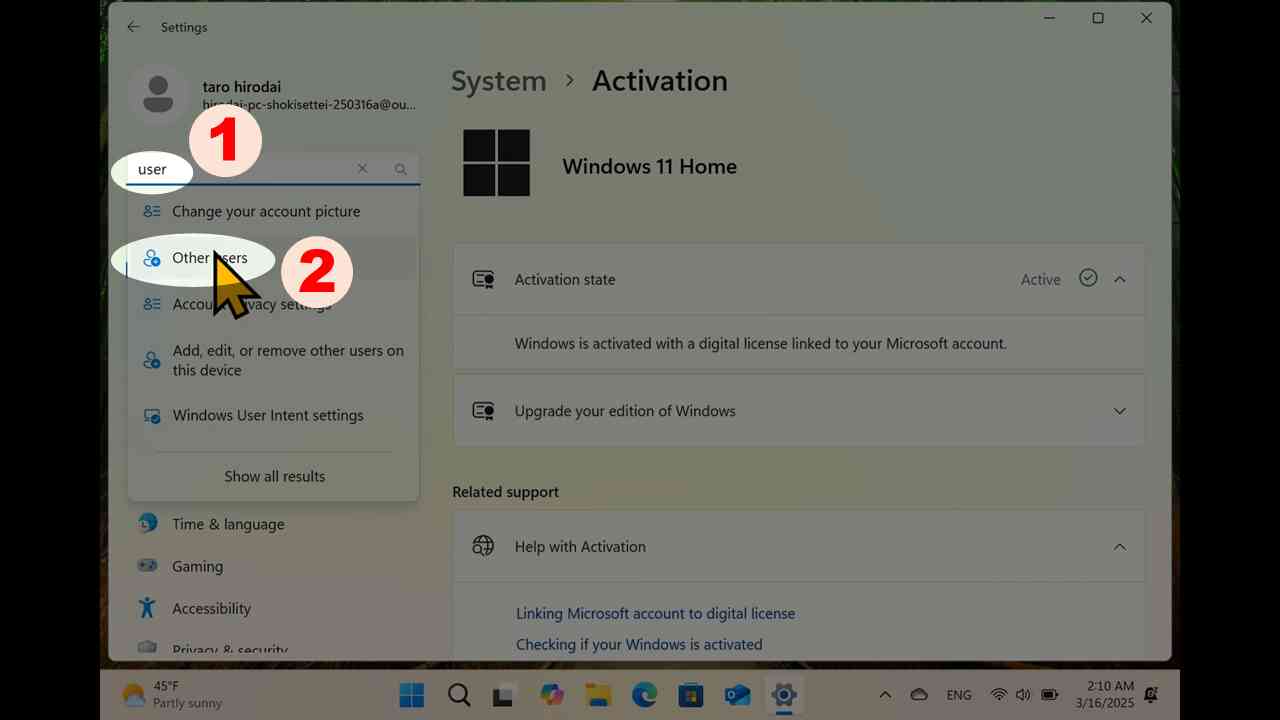 Settings
taro hirodai
hirodai-pc-shokisettei-250316a@ou...
1
user
Change your account picture
Other users
2
Account privacy settings
Add, edit, or remove other users on
this device
Windows User Intent settings
Show all results
Time & language
Gaming
Accessibility
Privacy & security
System > Activation
Windows 11 Home
Activation state
Active
Windows is activated with a digital license linked to your Microsoft account.
Upgrade your edition of Windows
Related support
Help with Activation
Linking Microsoft account to digital license
Checking if your Windows is activated
45°F
Partly sunny
ENG
2:10 AM
3/16/2025